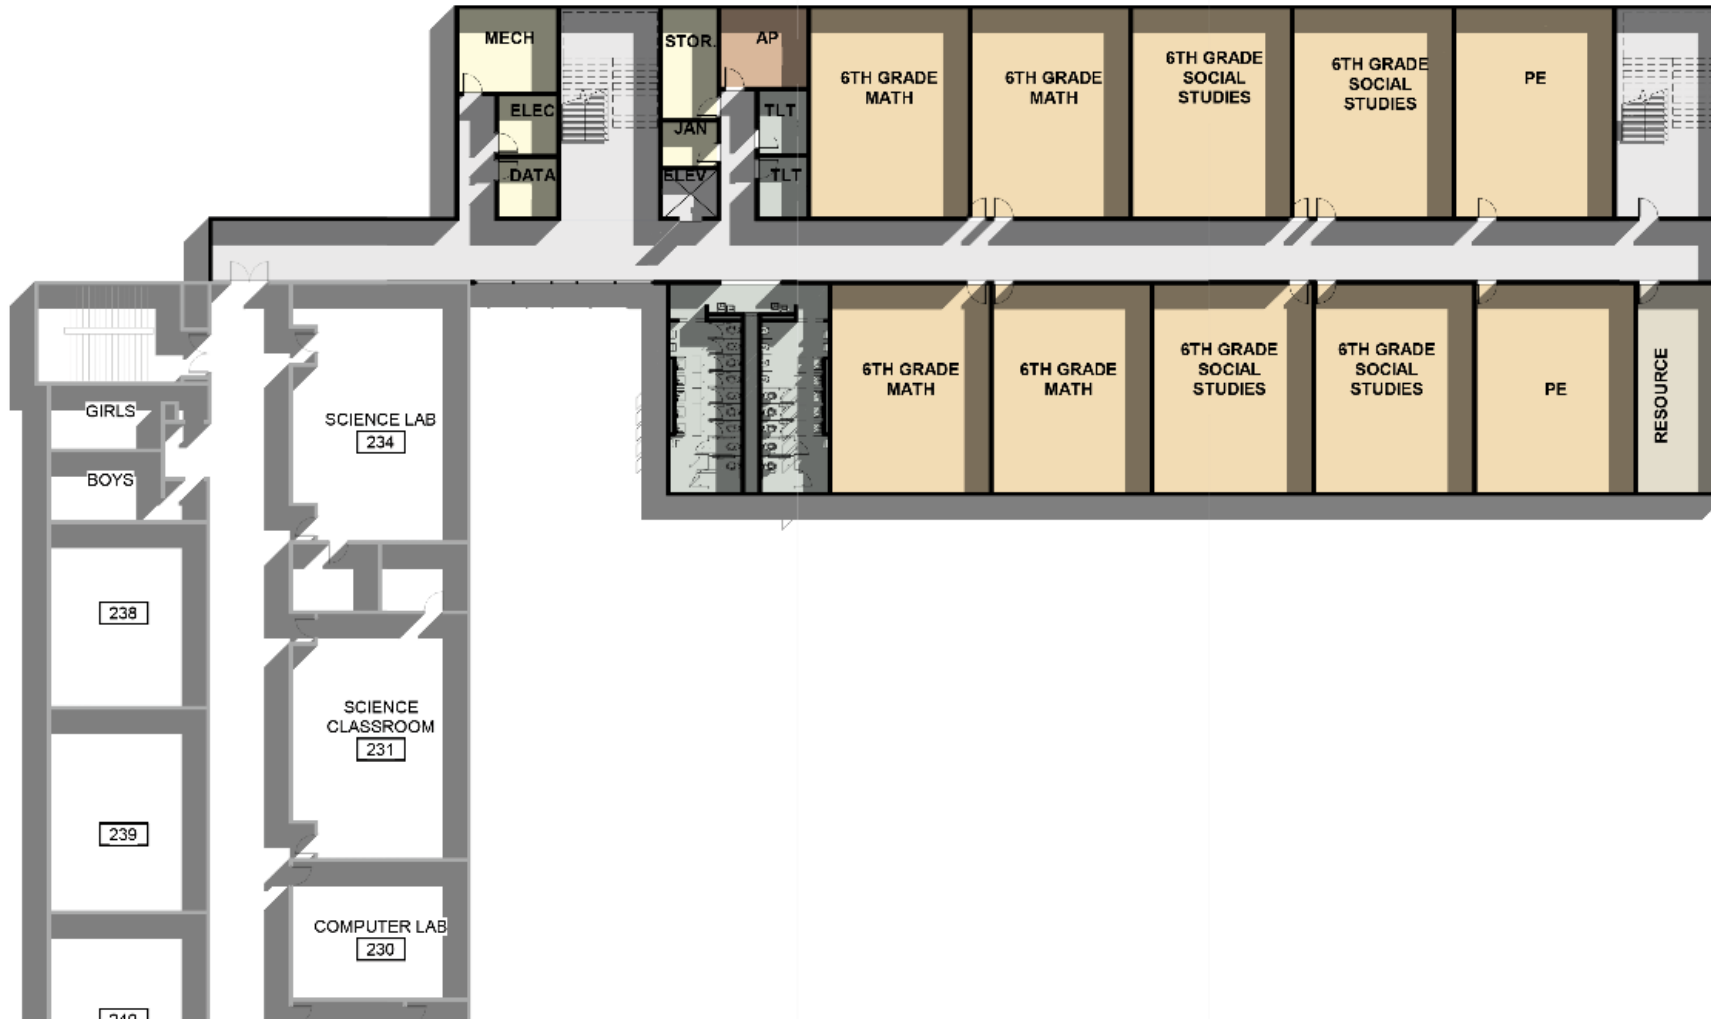 MECH
STOR.
AP
6TH GRADE
MATH
6TH GRADE
MATH
6TH GRADE
SOCIAL
STUDIES
6TH GRADE
SOCIAL
STUDIES
PE
ELEC
JAN
TLT
DATA
ELEV
TLT
6TH GRADE
MATH
6TH GRADE
MATH
6TH GRADE
SOCIAL
STUDIES
6TH GRADE
SOCIAL
STUDIES
PE
RESOURCE
GIRLS
BOYS
SCIENCE LAB
234
238
SCIENCE
CLASSROOM
231
239
COMPUTER LAB
230